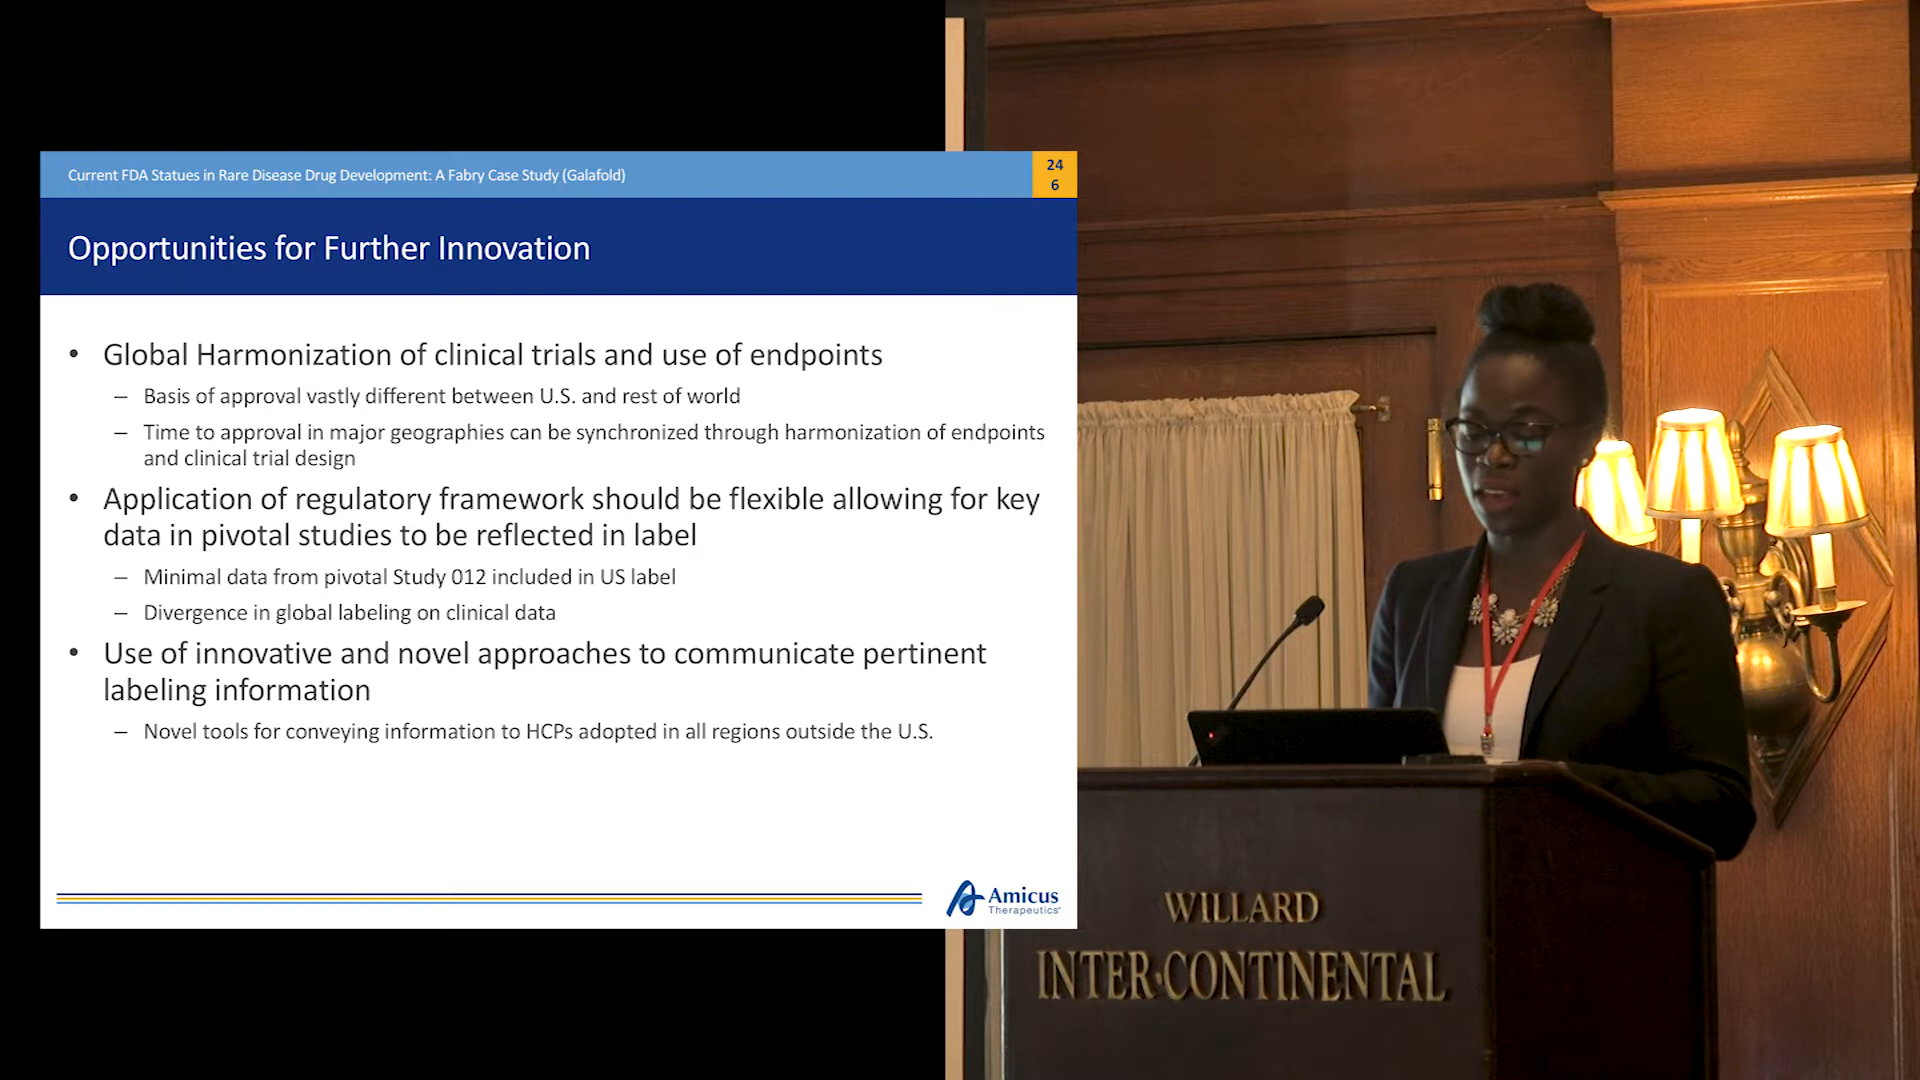 Current FDA Statues in Rare Disease Drug Development: A Fabry Case Study (Galafold)
24
6
Opportunities for Further Innovation
• Global Harmonization of clinical trials and use of endpoints
– Basis of approval vastly different between U.S. and rest of world
– Time to approval in major geographies can be synchronized through harmonization of endpoints
and clinical trial design
• Application of regulatory framework should be flexible allowing for key
data in pivotal studies to be reflected in label
– Minimal data from pivotal Study 012 included in US label
– Divergence in global labeling on clinical data
• Use of innovative and novel approaches to communicate pertinent
labeling information
– Novel tools for conveying information to HCPs adopted in all regions outside the U.S.
Amicus
Therapeutics®
WILLARD
INTER·CONTINENTAL